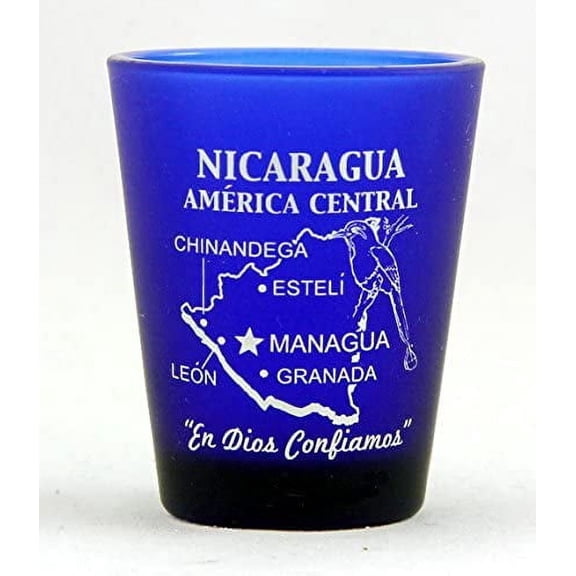 NICARAGUA
AMÉRICA CENTRAL
CHINANDEGA
ESTELÍ
MANAGUA
LEÓN
GRANADA
"En Dios Confiamos"